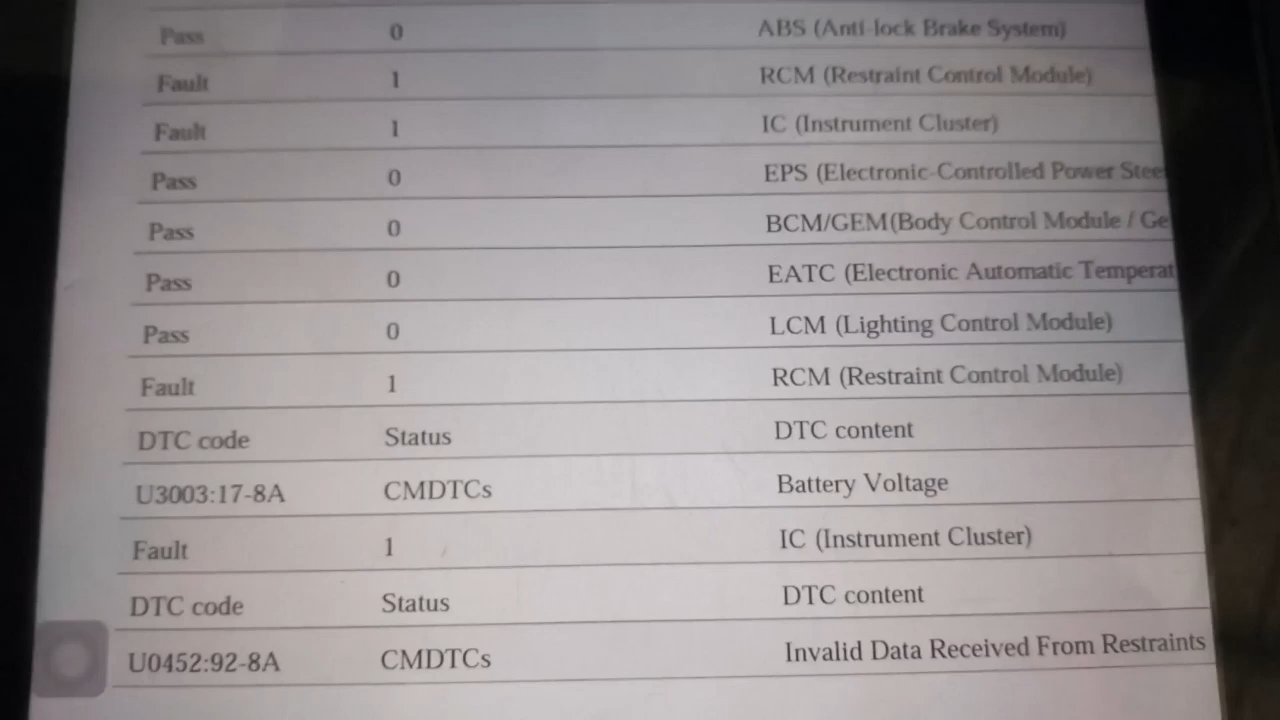 Pass 0 ABS (Anti-lock Brake System)
Fault 1 RCM (Restraint Control Module)
Fault 1 IC (Instrument Cluster)
Pass 0 EPS (Electronic-Controlled Power Stee
Pass 0 BCM/GEM(Body Control Module / Ge
Pass 0 EATC (Electronic Automatic Temperat
Pass 0 LCM (Lighting Control Module)
Fault 1 RCM (Restraint Control Module)
DTC code Status DTC content
U3003:17-8A CMDTCs Battery Voltage
Fault 1 IC (Instrument Cluster)
DTC code Status DTC content
U0452:92-8A CMDTCs Invalid Data Received From Restraints